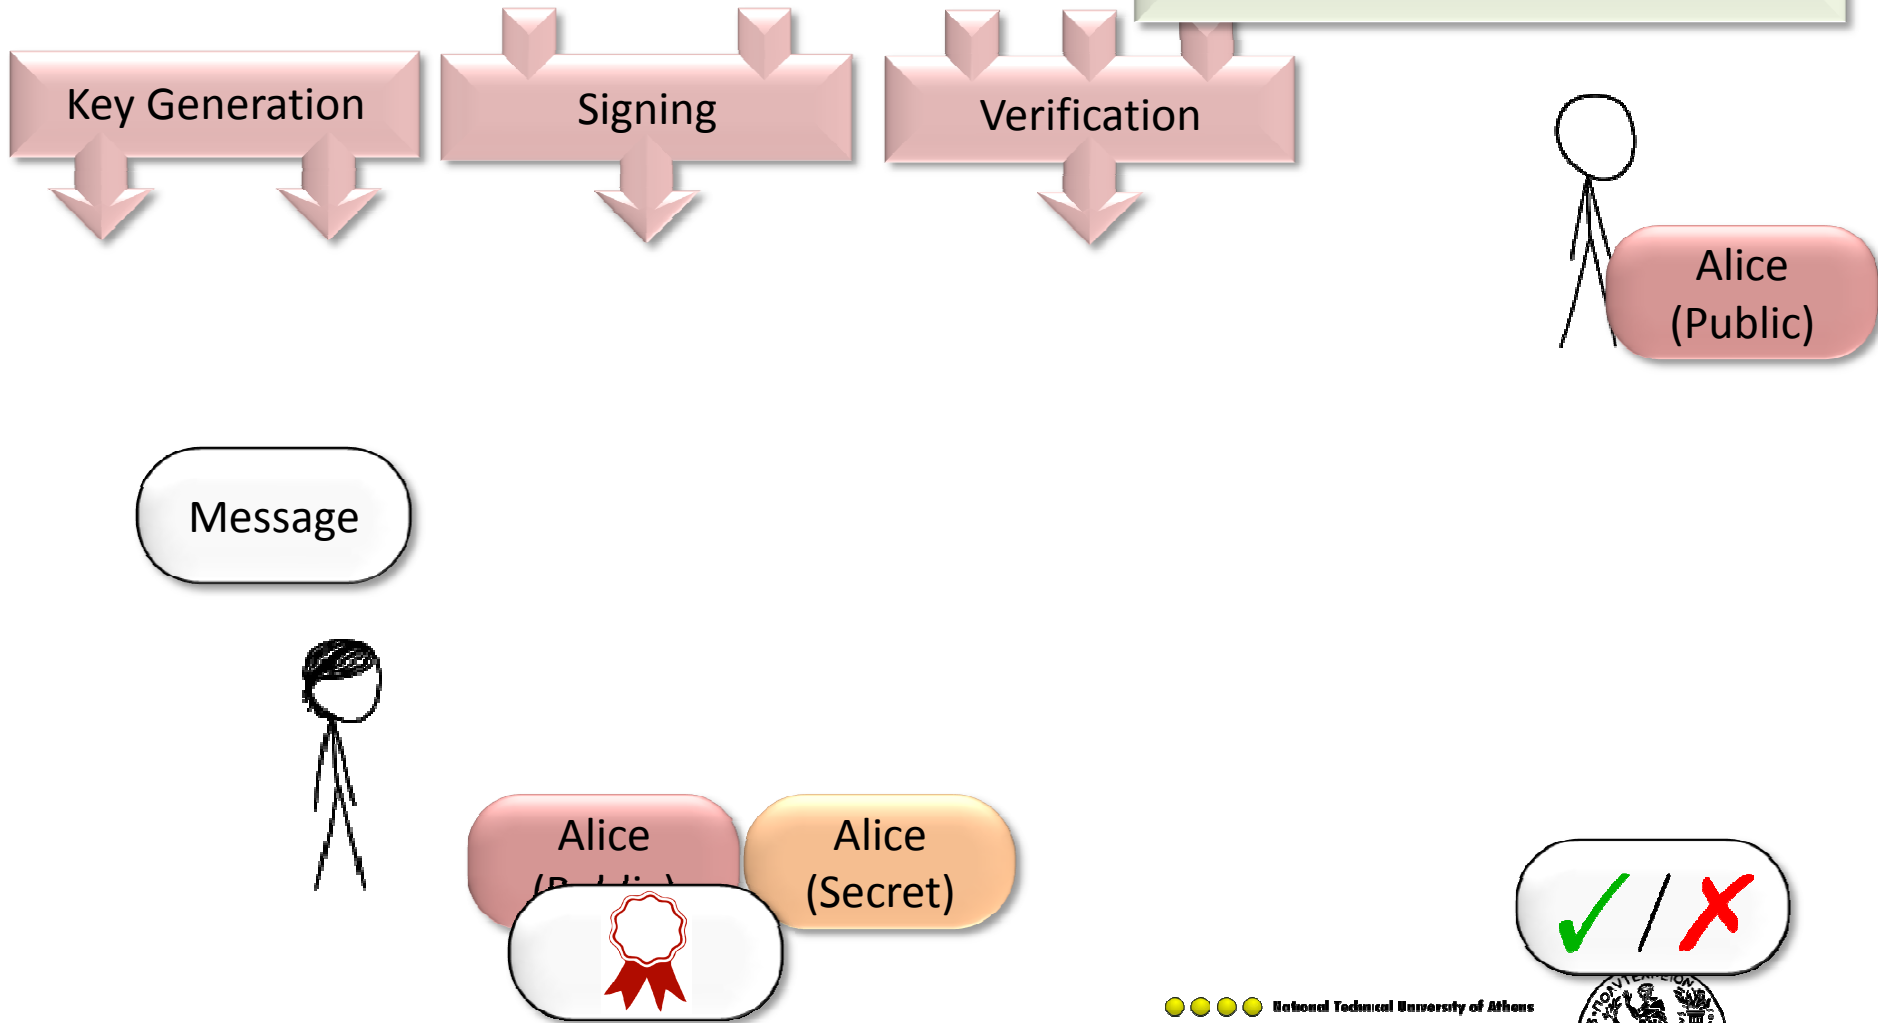 Key Generation
Signing
Verification
Alice
(Public)
Message
Alice
Alice
(Secret)
National Technical University of Athens